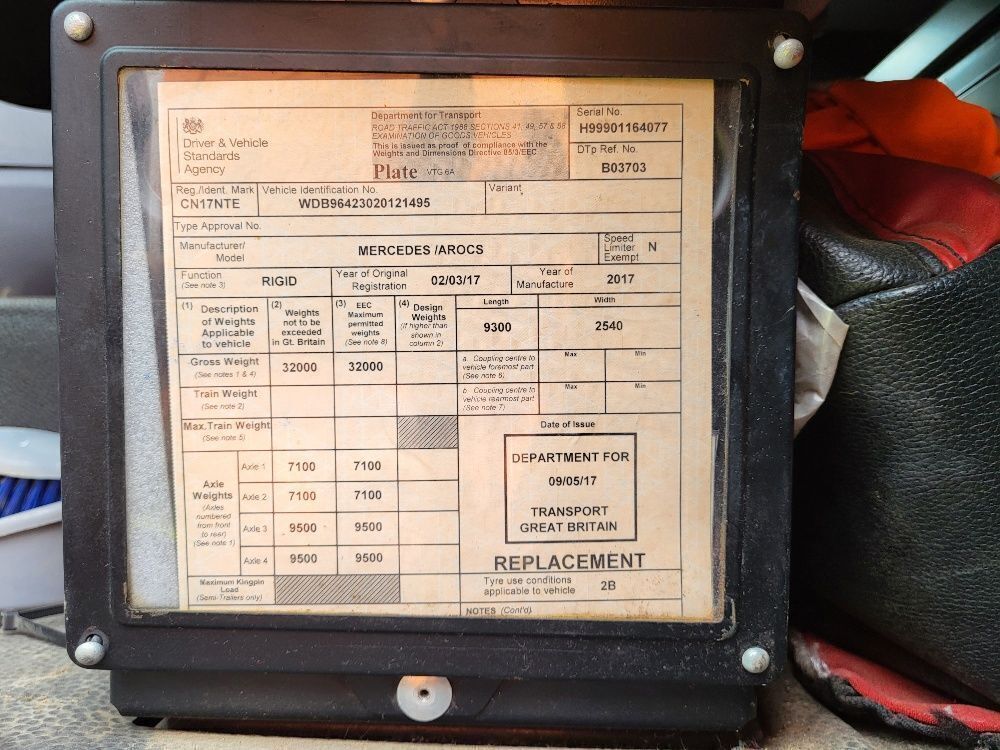 Driver & Vehicle
Standards
Agency
Department for Transport
ROAD TRAFFIC ACT 1988 SECTIONS 41, 49, 57 & 58
EXAMINATION OF GOODS VEHICLES
This is issued as proof of compliance with the
Weights and Dimensions Directive 85/3/EEC
Plate VTG 6A
Serial No.
H99901164077
DTp Ref. No.
B03703
Reg./Ident. Mark
CN17NTE
Vehicle Identification No.
WDB96423020121495
Variant
Type Approval No.
Manufacturer/
Model
MERCEDES /AROCS
Speed
Limiter
Exempt
N
Function
(See note 3)
RIGID
Year of Original
Registration
02/03/17
Year of
Manufacture
2017
(1) Description
of Weights
Applicable
to vehicle
(2) Weights
not to be
exceeded
in Gt. Britain
(3) EEC
Maximum
permitted
weights
(See note 8)
(4) Design
Weights
(if higher than
shown in
column 2)
Length
9300
Width
2540
Gross Weight
(See notes 1 & 4)
32000
32000
a Coupling centre to
vehicle foremost part
(See note 6)
Max
Min
Train Weight
(See note 2)
b Coupling centre to
vehicle rearmost part
(See note 7)
Max
Min
Max.Train Weight
(See note 5)
Axle
Weights
(Axles
numbered
from front
to rear)
(See note 1)
Axle 1 7100 7100
Axle 2 7100 7100
Axle 3 9500 9500
Axle 4 9500 9500
Maximum Kingpin
Load
(Semi-Trailers only)
Date of Issue
DEPARTMENT FOR
09/05/17
TRANSPORT
GREAT BRITAIN
REPLACEMENT
Tyre use conditions
applicable to vehicle
2B
NOTES (Cont'd)